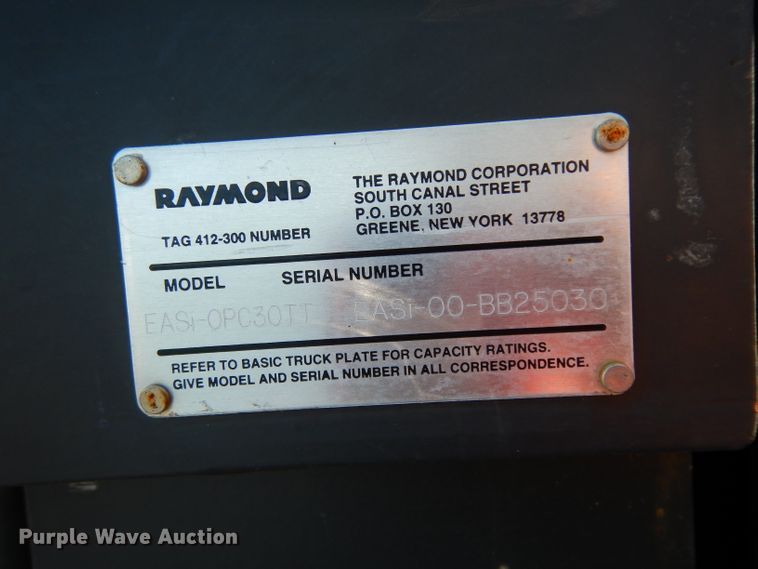 RAYMOND
THE RAYMOND CORPORATION
SOUTH CANAL STREET
P.O. BOX 130
GREENE, NEW YORK 13778
TAG 412-300 NUMBER
MODEL SERIAL NUMBER
EASi-OPC30TT EASi-00-BB25030
REFER TO BASIC TRUCK PLATE FOR CAPACITY RATINGS.
GIVE MODEL AND SERIAL NUMBER IN ALL CORRESPONDENCE.
Purple Wave Auction